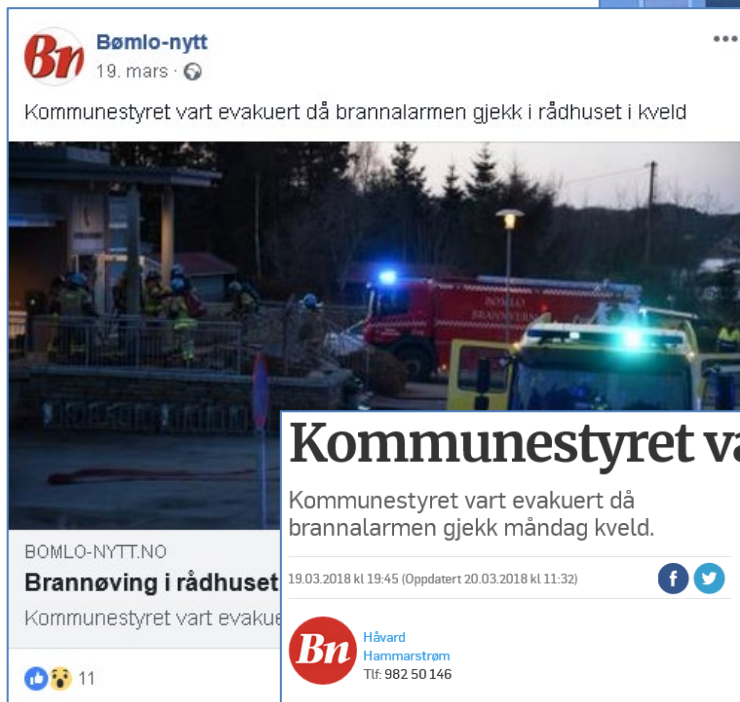 Bn
Bømlo-nytt
19. mars ·
Kommunestyret vart evakuert då brannalarmen gjekk i rådhuset i kveld
BØMLO
BRANNVERN
BOMLO-NYTT.NO
Brannøving i rådhuset
Kommunestyret vart evakue
11
Kommunestyret va
Kommunestyret vart evakuert då
brannalarmen gjekk måndag kveld.
19.03.2018 kl 19:45 (Oppdatert 20.03.2018 kl 11:32)
Bn
Håvard
Hammarstrøm
Tlf: 982 50 146